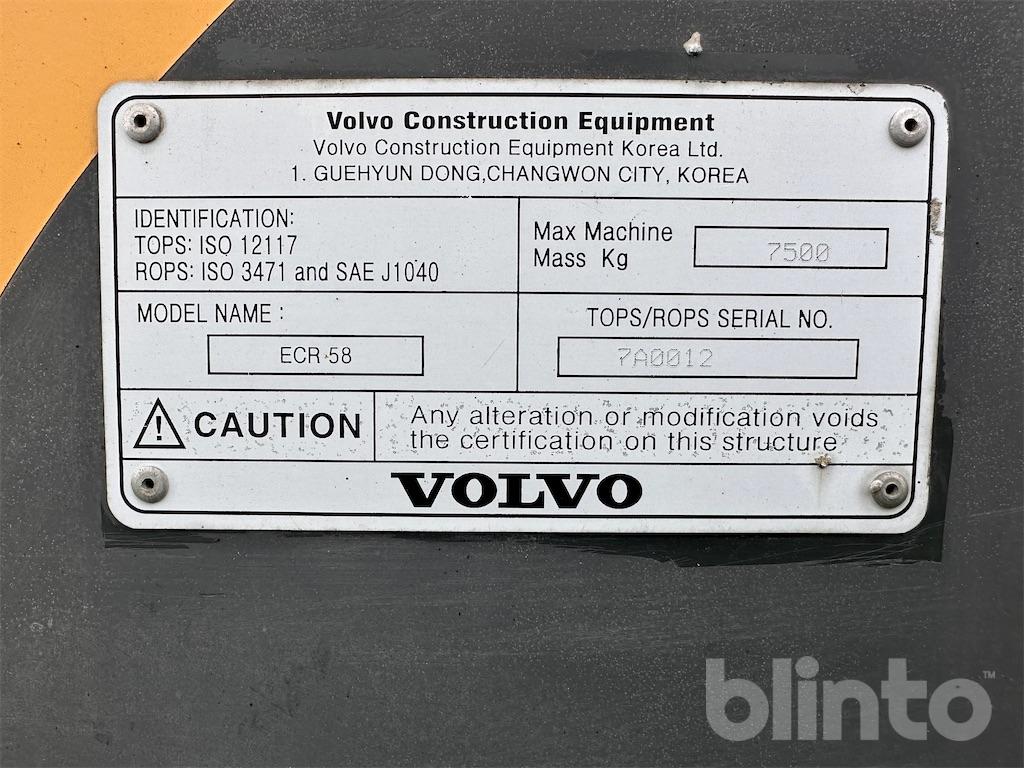 Volvo Construction Equipment
Volvo Construction Equipment Korea Ltd.
1. GUEHYUN DONG,CHANGWON CITY, KOREA
IDENTIFICATION:
TOPS: ISO 12117
ROPS: ISO 3471 and SAE J1040
Max Machine
Mass Kg
7500
MODEL NAME :
ECR 58
TOPS/ROPS SERIAL NO.
7A0012
CAUTION
Any alteration or modification voids
the certification on this structure
VOLVO
blinto™